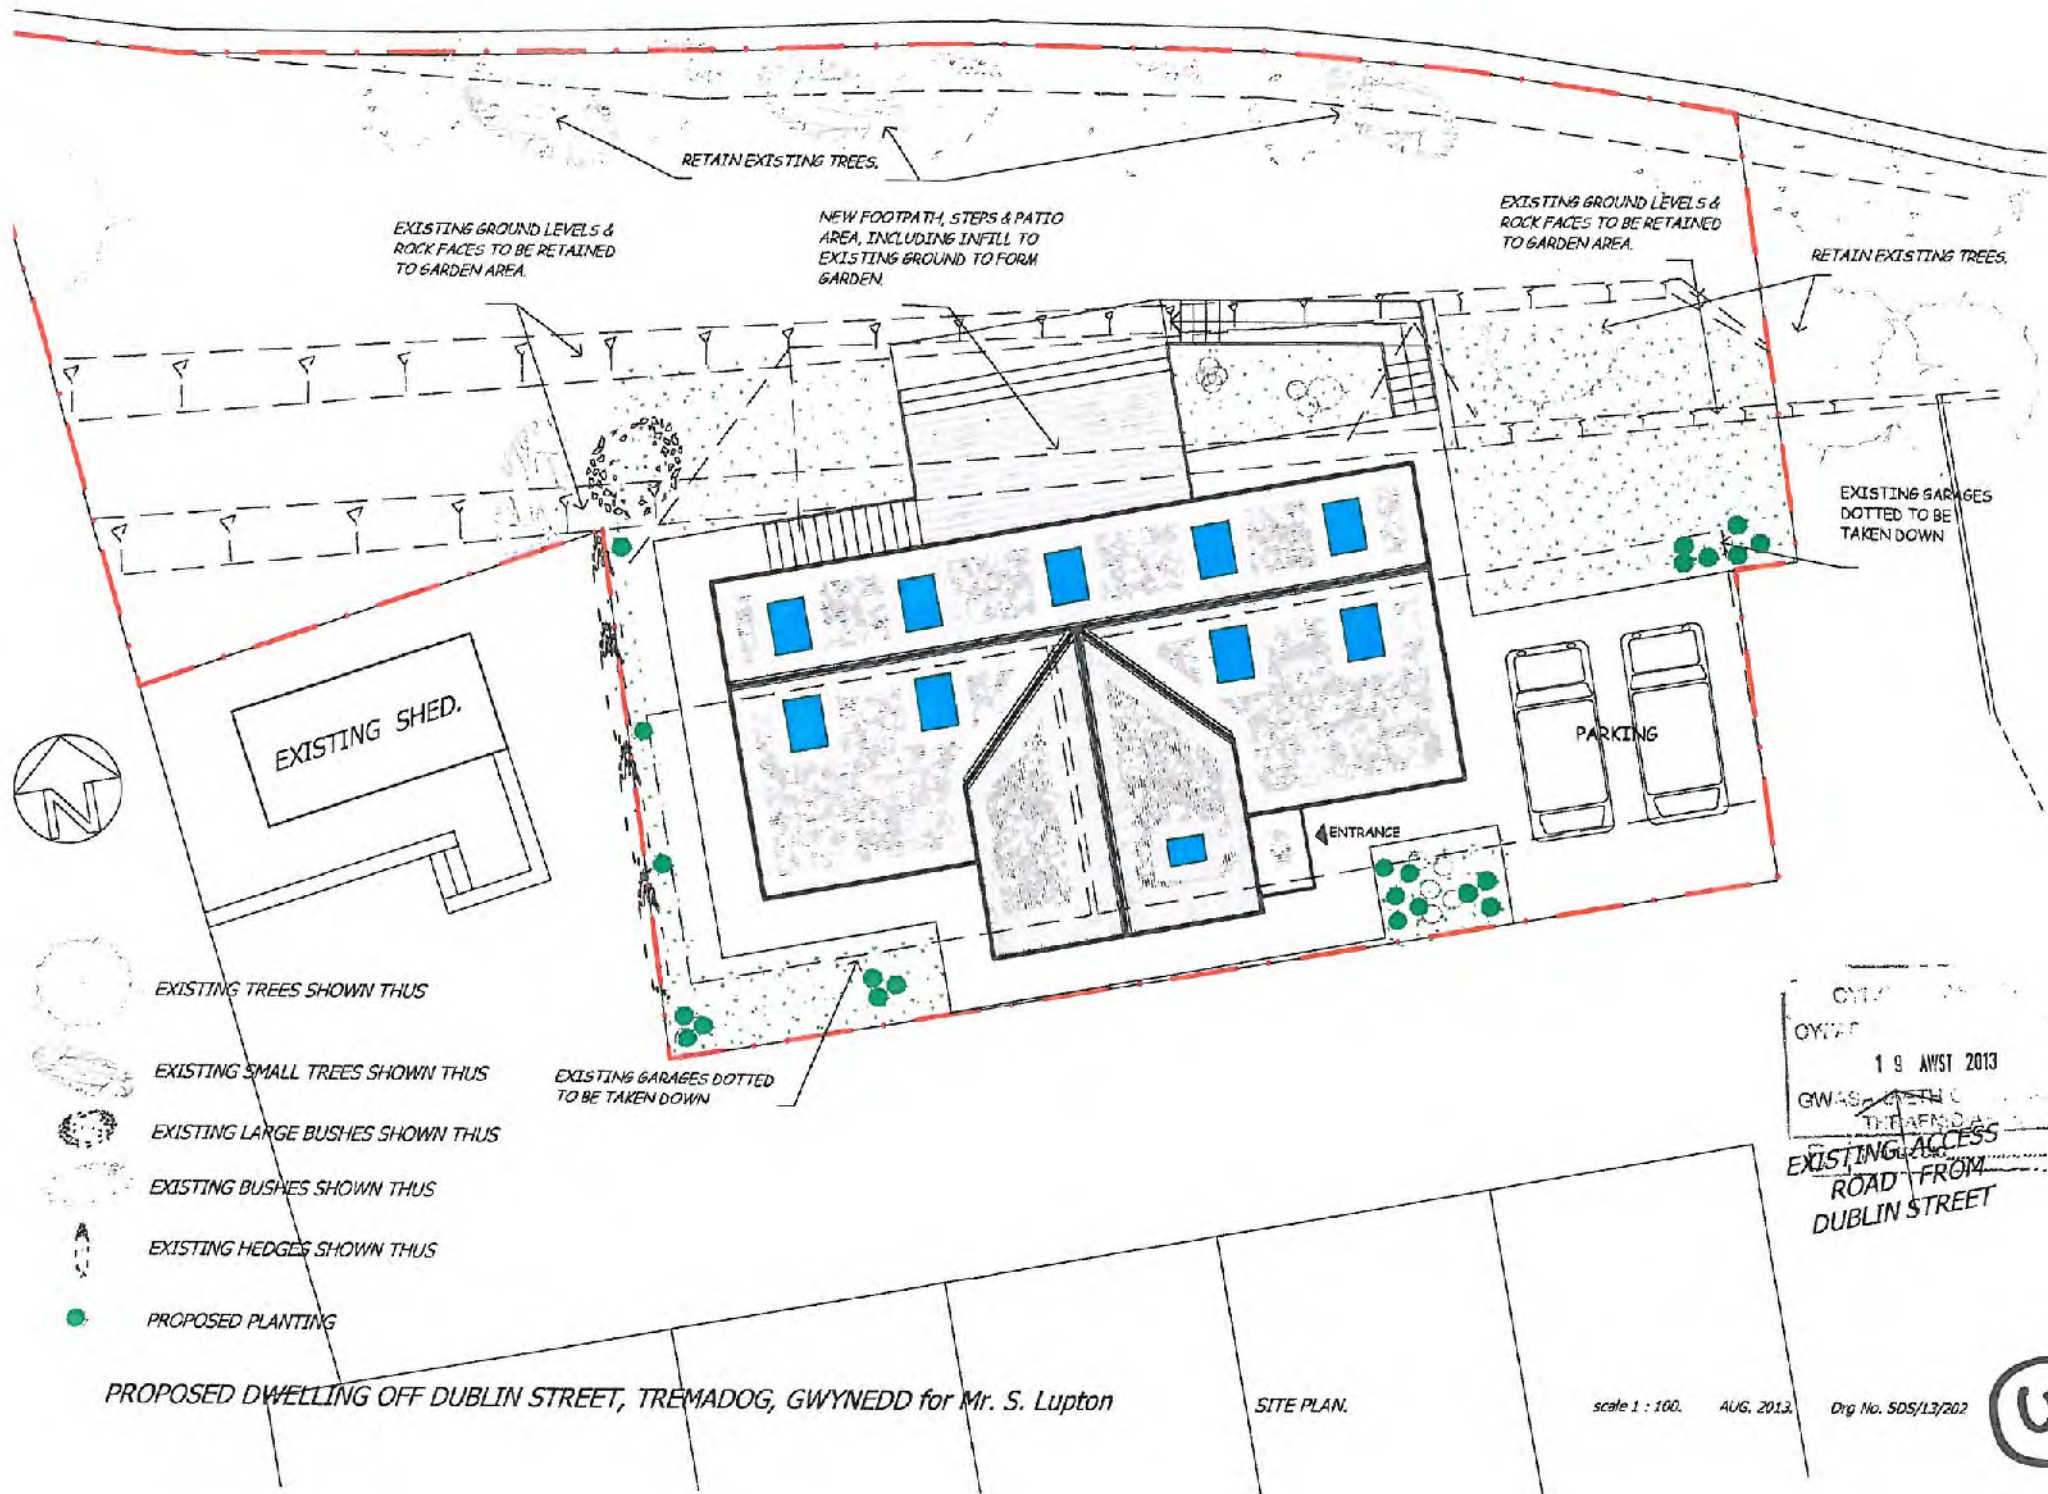 RETAIN EXISTING TREES.
EXISTING GROUND LEVELS &
ROCK FACES TO BE RETAINED
TO GARDEN AREA.
NEW FOOTPATH, STEPS & PATIO
AREA, INCLUDING INFILL TO
EXISTING GROUND TO FORM
GARDEN.
EXISTING GROUND LEVELS &
ROCK FACES TO BE RETAINED
TO GARDEN AREA.
RETAIN EXISTING TREES.
EXISTING GARAGES
DOTTED TO BE
TAKEN DOWN
EXISTING SHED.
N
PARKING
ENTRANCE
EXISTING TREES SHOWN THUS
EXISTING SMALL TREES SHOWN THUS
EXISTING LARGE BUSHES SHOWN THUS
EXISTING BUSHES SHOWN THUS
EXISTING HEDGES SHOWN THUS
PROPOSED PLANTING
EXISTING GARAGES DOTTED
TO BE TAKEN DOWN
19 AWST 2013
EXISTING ACCESS
ROAD FROM
DUBLIN STREET
PROPOSED DWELLING OFF DUBLIN STREET, TREMADOG, GWYNEDD for Mr. S. Lupton
SITE PLAN.
scale 1 : 100.
AUG. 2013.
Drg No. SDS/13/202